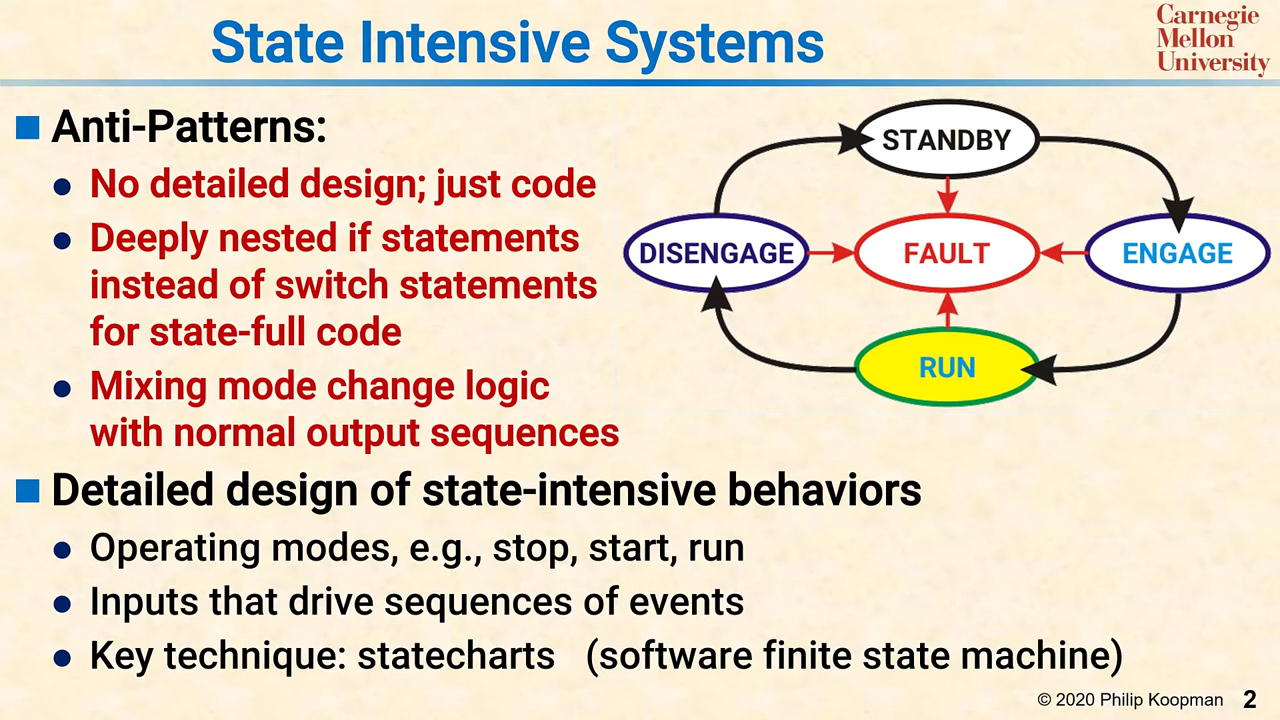 State Intensive Systems
Carnegie
Mellon
University
Anti-Patterns:
No detailed design; just code
Deeply nested if statements
instead of switch statements
for state-full code
Mixing mode change logic
with normal output sequences
STANDBY
DISENGAGE
FAULT
ENGAGE
RUN
Detailed design of state-intensive behaviors
Operating modes, e.g., stop, start, run
Inputs that drive sequences of events
Key technique: statecharts (software finite state machine)
© 2020 Philip Koopman 2